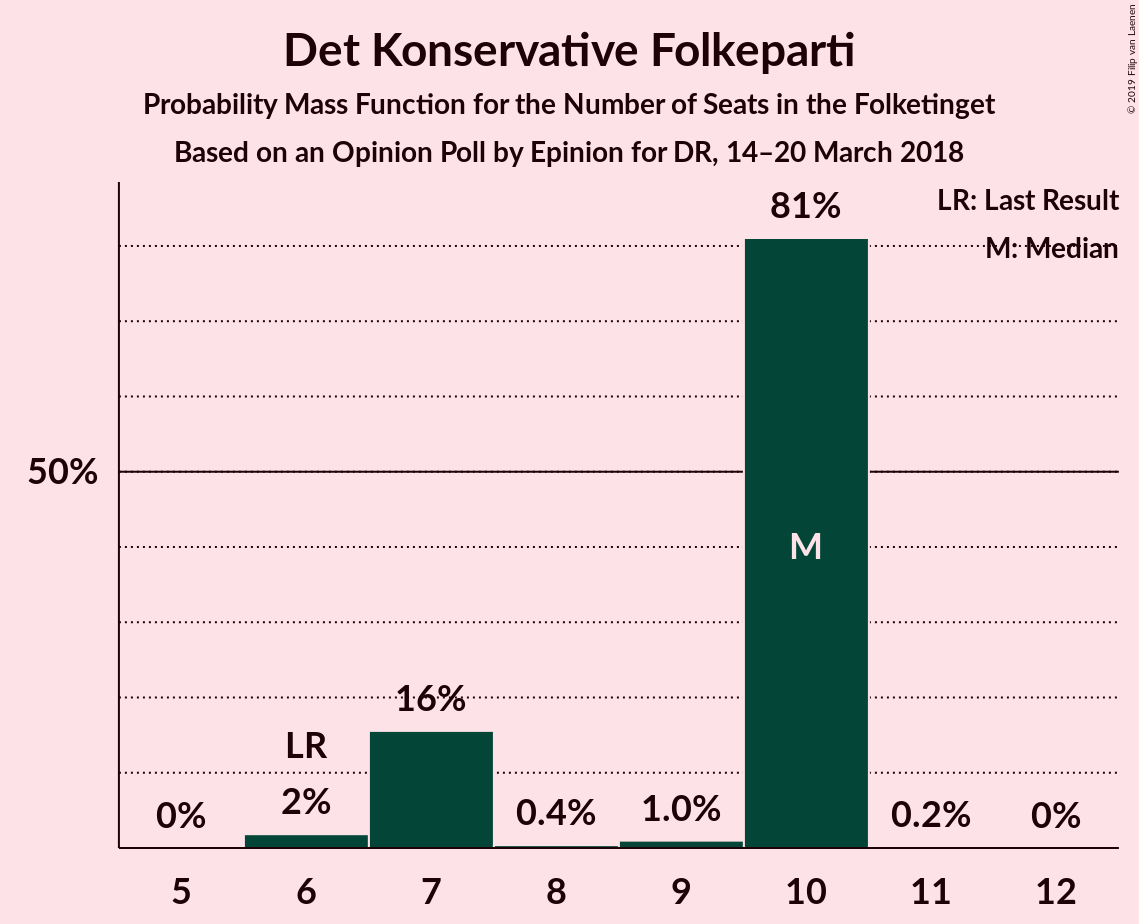 Det Konservative Folkeparti
Probability Mass Function for the Number of Seats in the Folketinget
Based on an Opinion Poll by Epinion for DR, 14–20 March 2018
© 2019 Filip van Laenen
LR: Last Result
M: Median
81%
50%
M
16%
LR
0%
2%
0.4%
1.0%
0.2%
0%
5 6 7 8 9 10 11 12